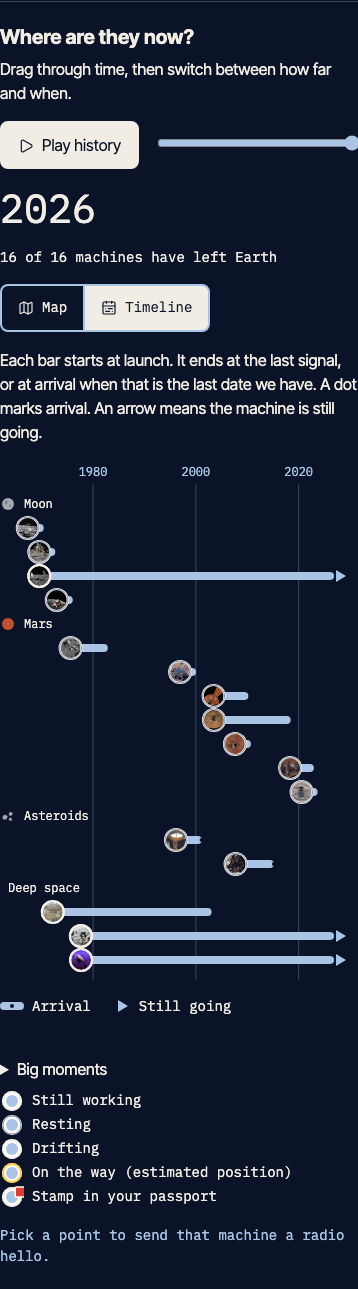 Where are they now?
Drag through time, then switch between how far
and when.
Play history
2026
16 of 16 machines have left Earth
Map
Timeline
Each bar starts at launch. It ends at the last signal,
or at arrival when that is the last date we have. A dot
marks arrival. An arrow means the machine is still
going.
1980 2000 2020
Moon
Mars
Asteroids
Deep space
Arrival
Still going
Big moments
Still working
Resting
Drifting
On the way (estimated position)
Stamp in your passport
Pick a point to send that machine a radio
hello.